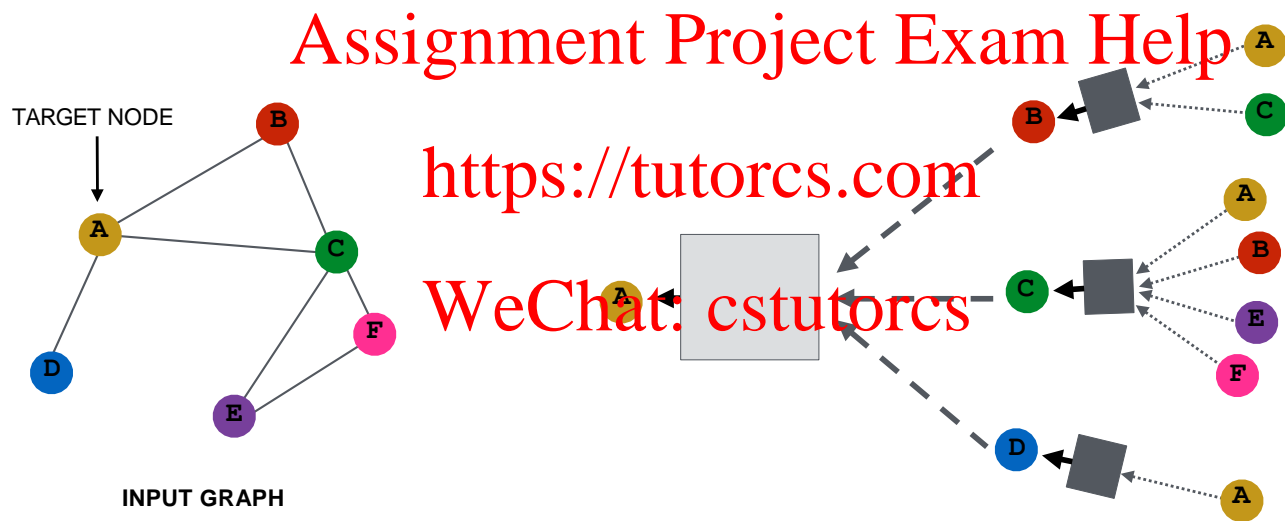 Assignment Project Exam Help
https://tutorcs.com
WeChat: cstutorcs
TARGET NODE
A
B
C
D
E
F
INPUT GRAPH
A
B
C
D
A
C
A
B
E
F
A